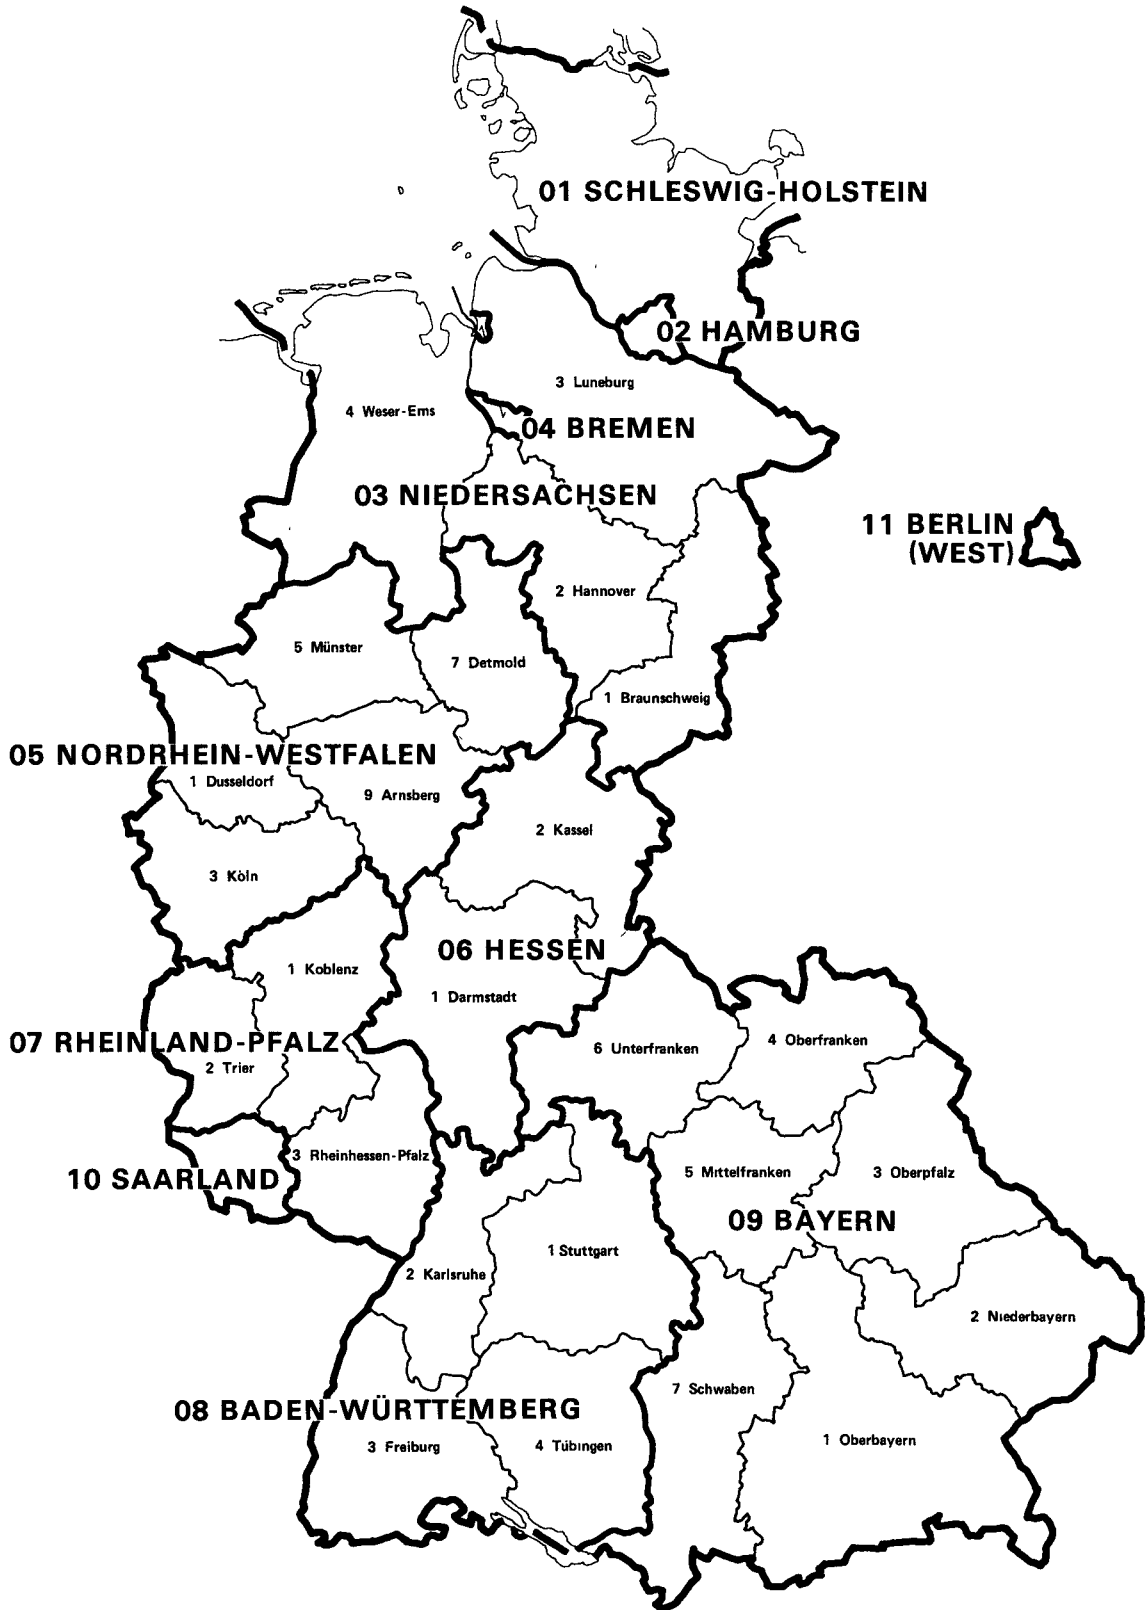 01 SCHLESWIG-HOLSTEIN
02 HAMBURG
3 Luneburg
4 Weser-Ems
04 BREMEN
03 NIEDERSACHSEN
11 BERLIN
(WEST)
2 Hannover
5 Münster
7 Detmold
1 Braunschweig
05 NORDRHEIN-WESTFALEN
1 Dusseldorf
9 Arnsberg
2 Kassel
3 Köln
06 HESSEN
1 Koblenz
1 Darmstadt
07 RHEINLAND-PFALZ
4 Oberfranken
6 Unterfranken
2 Trier
3 Rheinhessen-Pfalz
5 Mittelfranken
3 Oberpfalz
10 SAARLAND
09 BAYERN
1 Stuttgart
2 Karlsruhe
2 Niederbayern
7 Schwaben
08 BADEN-WÜRTTEMBERG
3 Freiburg
4 Tübingen
1 Oberbayern